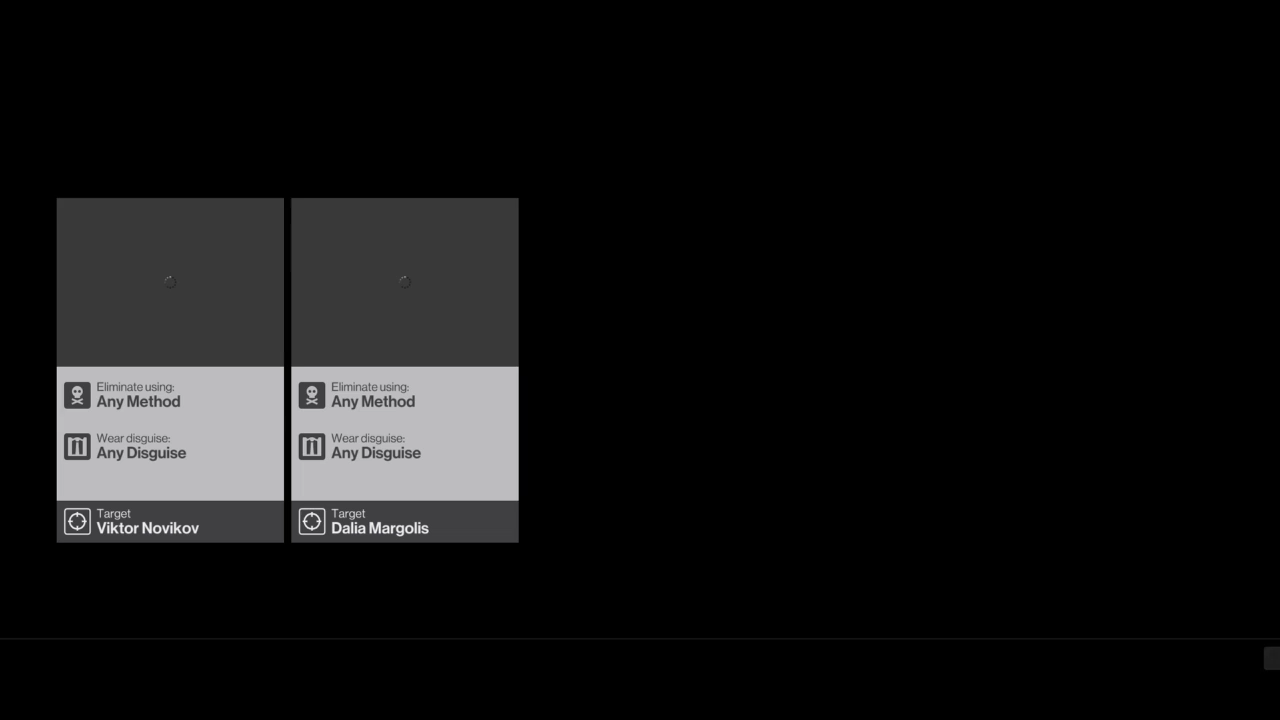 Eliminate using:
Any Method
Wear disguise:
Any Disguise
Target
Viktor Novikov
Eliminate using:
Any Method
Wear disguise:
Any Disguise
Target
Dalia Margolis